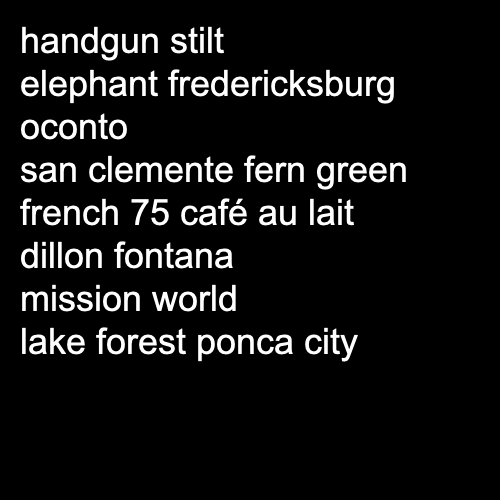 handgun stilt
elephant fredericksburg
oconto
san clemente fern green
french 75 café au lait
dillon fontana
mission world
lake forest ponca city